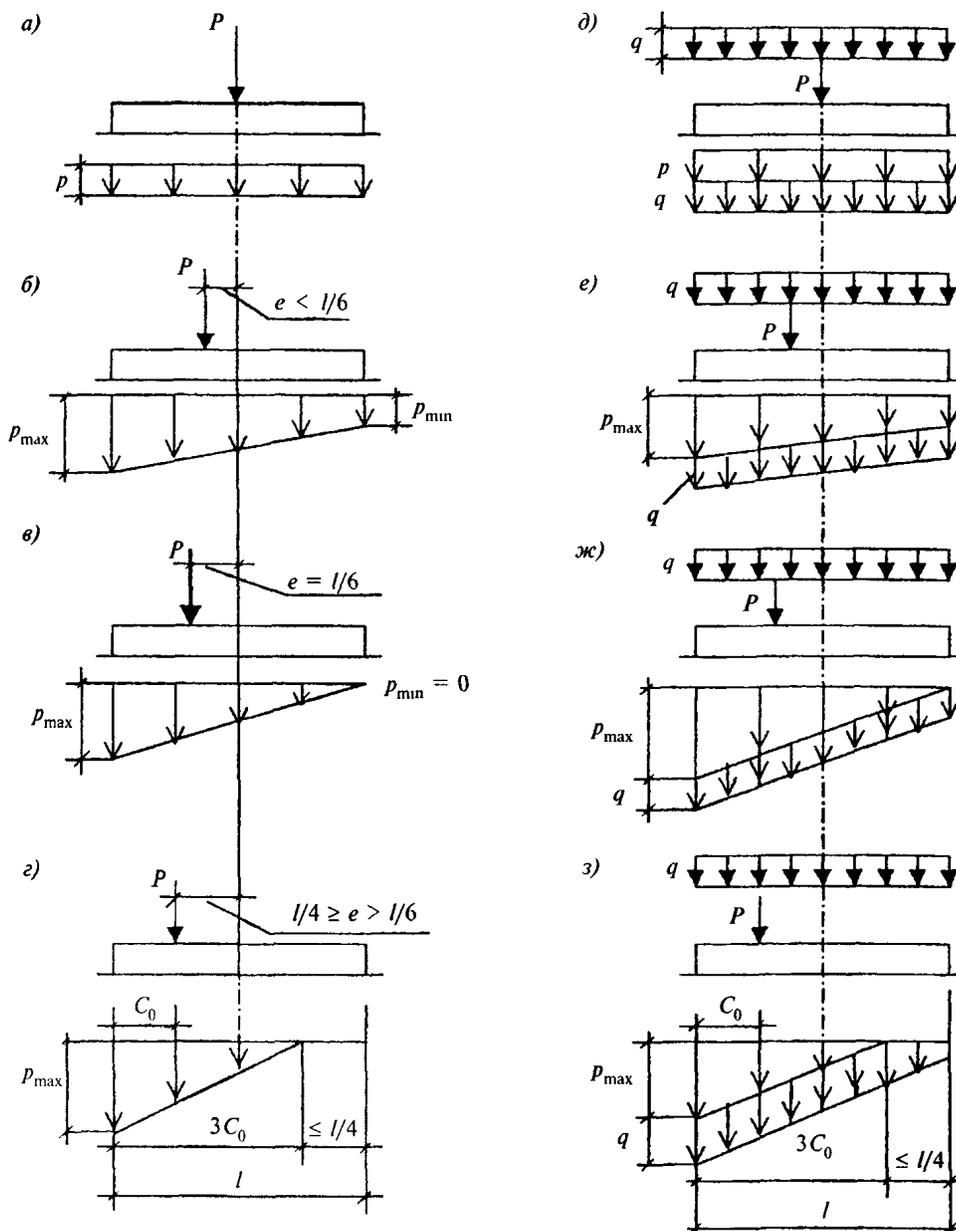 а)
P
p
б)
P
e < l/6
p_max
p_min
в)
P
e = l/6
p_max
p_min = 0
г)
P
l/4 ≥ e > l/6
C_0
p_max
3C_0
≤ l/4
l
д)
q
P
p
q
е)
q
P
p_max
q
ж)
q
P
p_max
q
з)
q
P
C_0
p_max
q
3C_0
≤ l/4
l